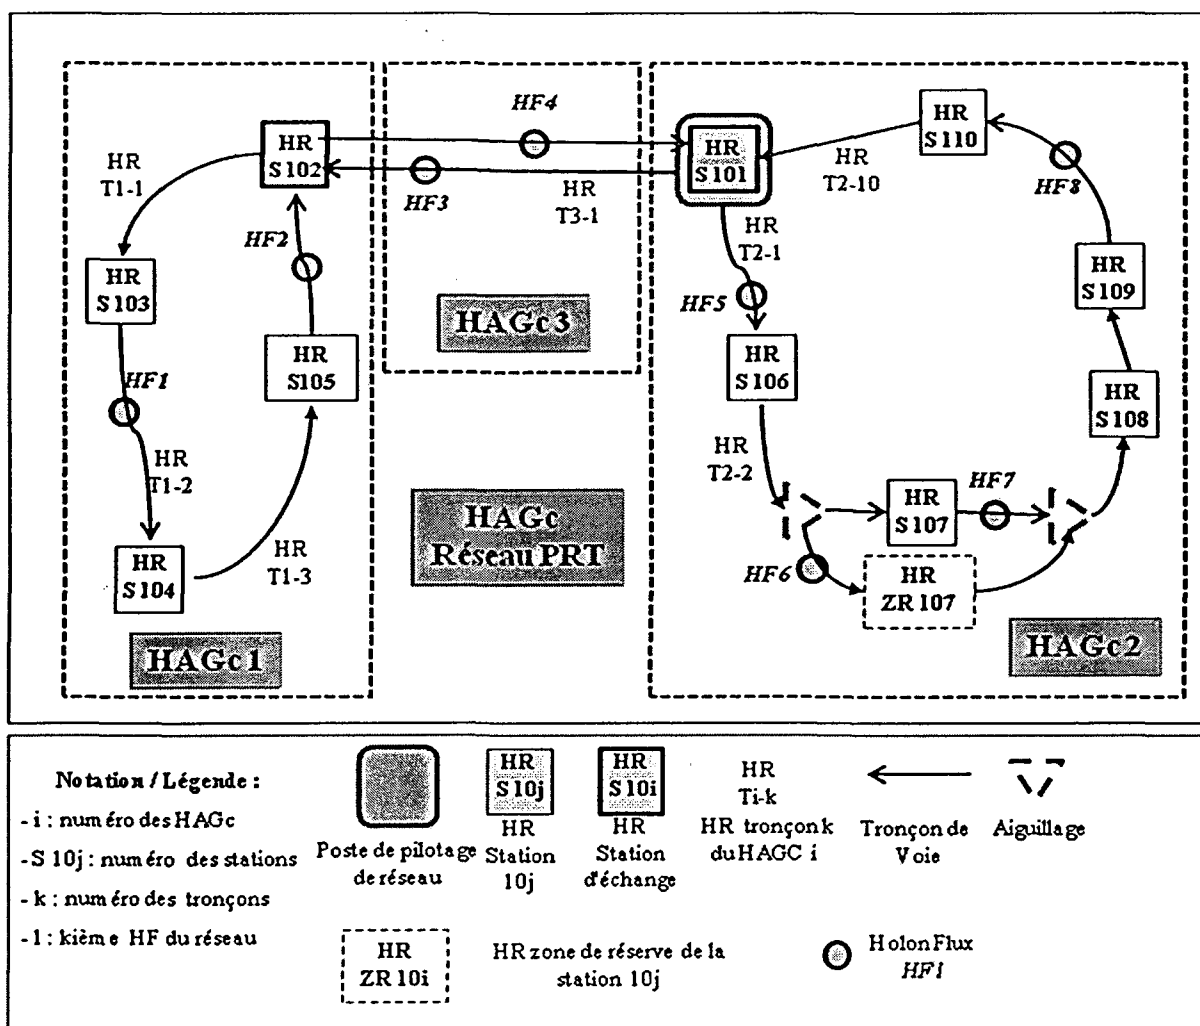 HF4
HR
S102
HR
S101
HR
S110
HR
T1-1
HR
T2-10
HF3
HR
T3-1
HF8
HF2
HR
T2-1
HR
S103
HF5
HR
S109
HAGc3
HR
S105
HR
S106
HF1
HR
S108
HR
T1-2
HR
T2-2
HF7
HAGc
Réseau PRT
HR
S107
HR
S104
HR
T1-3
HF6
HR
ZR 107
HAGc1
HAGc2
Notation / Légende :
- i : numéro des HAGc
-S 10j : numéro des stations
- k : numéro des tronçons
- l : kième HF du réseau
Poste de pilotage
de réseau
HR
S10j
HR
Station
10j
HR
S10i
HR
Station
d'échange
HR
Ti-k
HR tronçon k
du HAGC i
Tronçon de
Voie
Aiguillage
HR
ZR 10i
HR zone de réserve de la
station 10j
Holon Flux
HFl